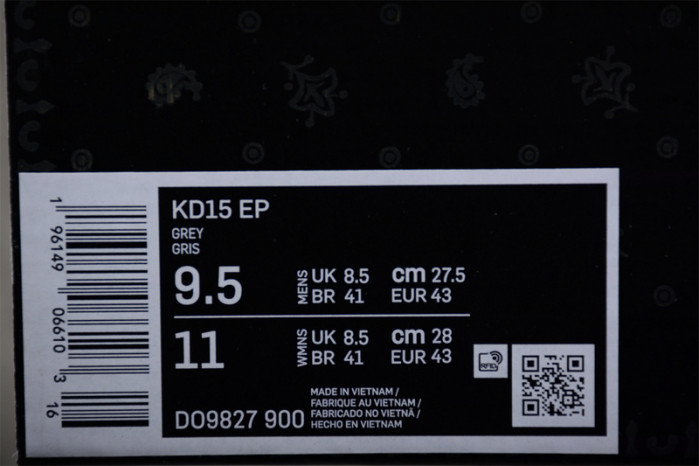 KD15 EP
GREY
GRIS
9.5
MENS
UK 8.5
cm 27.5
BR 41
EUR 43
11
WMNS
UK 8.5
cm 28
BR 41
EUR 43
RFID
DO9827 900
MADE IN VIETNAM /
FABRIQUE AU VIETNAM /
FABRICADO NO VIETNÃ /
HECHO EN VIETNAM
1 96149 06610 3 16